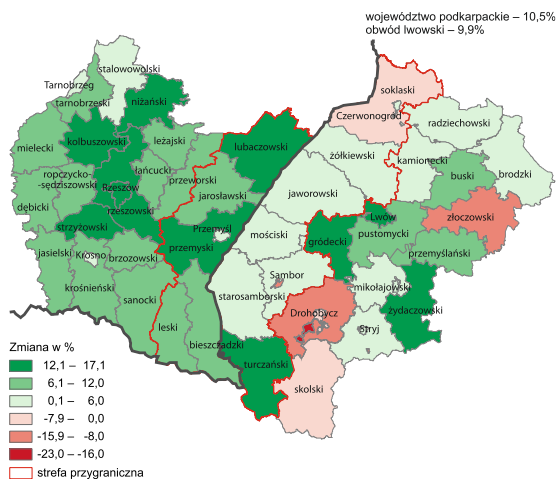 województwo podkarpackie – 10,5%
obwód lwowski – 9,9%
stalowowolski
Tarnobrzeg
tarnobrzeski
niżański
soklaski
Czerwonograd
radziechowski
kolbuszowski
leżajski
lubaczowski
mielecki
żółkiewski
kamionecki
brodzki
ropczycko-
-sędziszowski
łańcucki
Rzeszów
przeworski
buski
jarosławski
jaworowski
dębicki
rzeszowski
Lwów
złoczowski
strzyżowski
Przemyśl
mościski
gródecki
pustomycki
jasielski
Krosno
brzozowski
przemyski
przemyślański
krośnieński
sanocki
Sambor
starosamborski
mikołajowski
Drohobycz
żydaczowski
leski
bieszczadzki
Stryj
turczański
skolski
Zmiana w %
12,1 – 17,1
6,1 – 12,0
0,1 – 6,0
-7,9 – 0,0
-15,9 – -8,0
-23,0 – -16,0
strefa przygraniczna